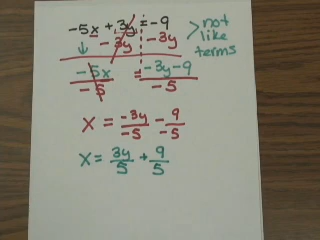 -5x + 3y = -9
> not like terms
- 3y - 3y
-5x / -5 = -3y - 9 / -5
x = -3y/-5 - 9/-5
x = 3y/5 + 9/5